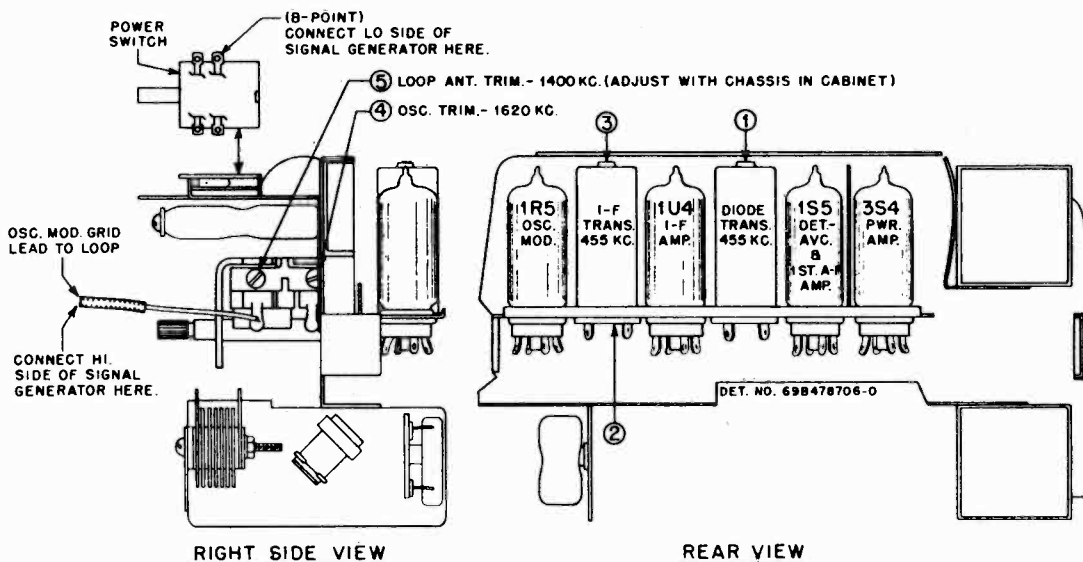 POWER
SWITCH
(B-POINT)
CONNECT LO SIDE OF
SIGNAL GENERATOR HERE.
⑤ LOOP ANT. TRIM.- 1400 KC. (ADJUST WITH CHASSIS IN CABINET)
④ OSC. TRIM.- 1620 KC.
③
①
OSC. MOD. GRID
LEAD TO LOOP
CONNECT HI.
SIDE OF SIGNAL
GENERATOR HERE.
1R5
OSC.
MOD.
I-F
TRANS.
455 KC.
1U4
I-F
AMP.
DIODE
TRANS.
455 KC.
1S5
DET.-
AVC.
&
1ST. A-F
AMP.
3S4
PWR.
AMP.
DET. NO. 69B478706-0
②
RIGHT SIDE VIEW
REAR VIEW